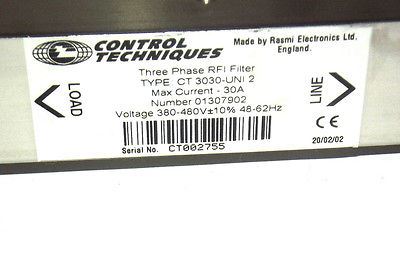 CONTROL
TECHNIQUES
Made by Rasmi Electronics Ltd.
England.
Three Phase RFI Filter
TYPE CT 3030-UNI 2
Max Current - 30A
Number 01307902
Voltage 380-480V±10% 48-62Hz
LOAD
LINE
CE
20/02/02
Serial No. CT002755